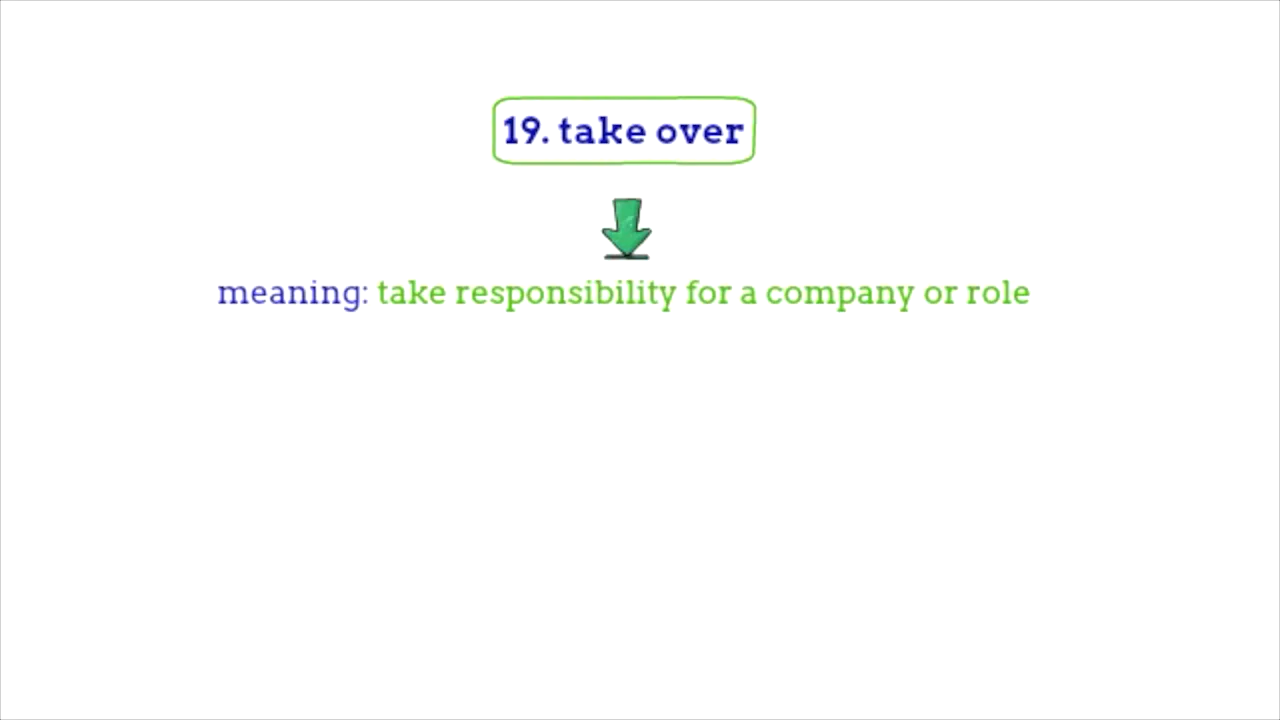 19. take over
meaning: take responsibility for a company or role